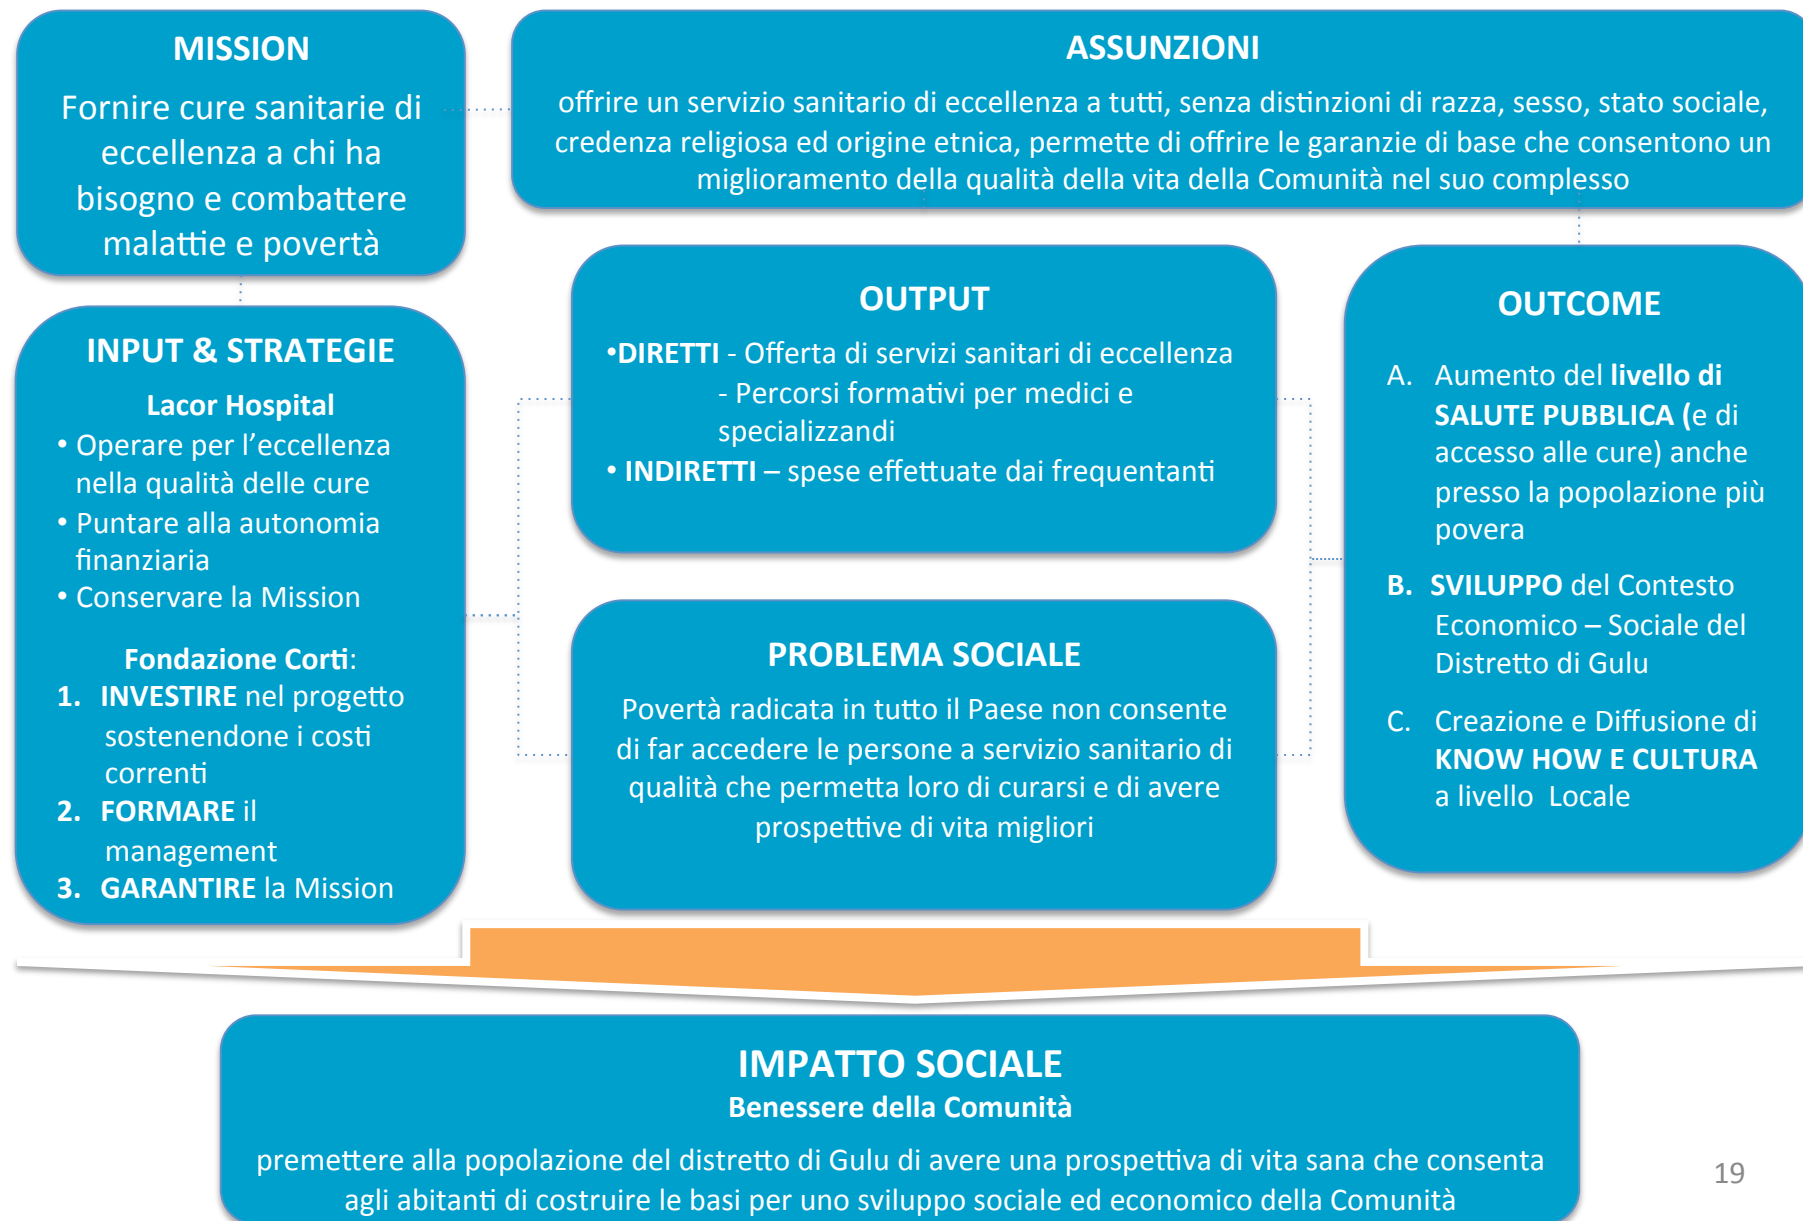 MISSION
Fornire cure sanitarie di
eccellenza a chi ha
bisogno e combattere
malattie e povertà
ASSUNZIONI
offrire un servizio sanitario di eccellenza a tutti, senza distinzioni di razza, sesso, stato sociale,
credenza religiosa ed origine etnica, permette di offrire le garanzie di base che consentono un
miglioramento della qualità della vita della Comunità nel suo complesso
INPUT & STRATEGIE
Lacor Hospital
• Operare per l’eccellenza
nella qualità delle cure
• Puntare alla autonomia
finanziaria
• Conservare la Mission
Fondazione Corti:
1. INVESTIRE nel progetto
sostenendone i costi
correnti
2. FORMARE il
management
3. GARANTIRE la Mission
OUTPUT
•DIRETTI - Offerta di servizi sanitari di eccellenza
- Percorsi formativi per medici e
specializzandi
• INDIRETTI – spese effettuate dai frequentanti
PROBLEMA SOCIALE
Povertà radicata in tutto il Paese non consente
di far accedere le persone a servizio sanitario di
qualità che permetta loro di curarsi e di avere
prospettive di vita migliori
OUTCOME
A. Aumento del livello di
SALUTE PUBBLICA (e di
accesso alle cure) anche
presso la popolazione più
povera
B. SVILUPPO del Contesto
Economico – Sociale del
Distretto di Gulu
C. Creazione e Diffusione di
KNOW HOW E CULTURA
a livello Locale
IMPATTO SOCIALE
Benessere della Comunità
premettere alla popolazione del distretto di Gulu di avere una prospettiva di vita sana che consenta
agli abitanti di costruire le basi per uno sviluppo sociale ed economico della Comunità
19